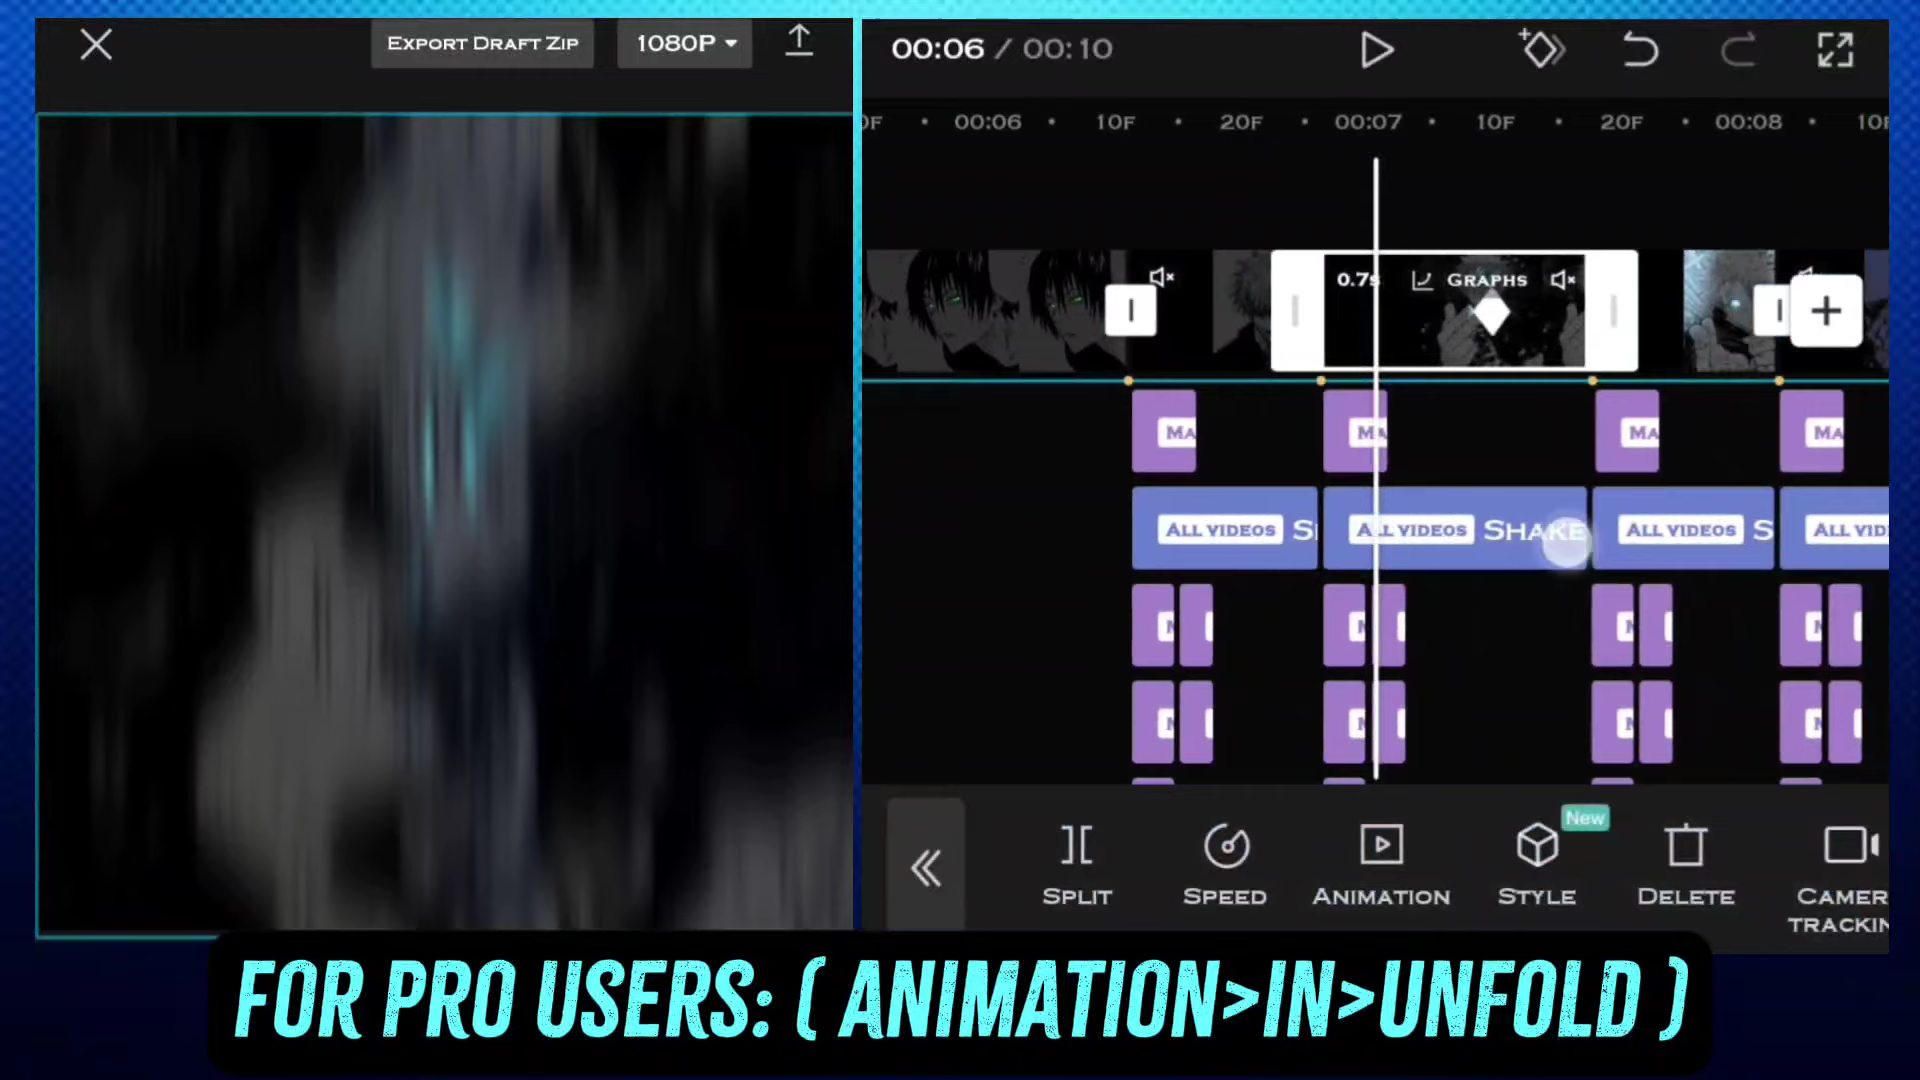 EXPORT DRAFT ZIP
1080P
00:06 / 00:10
0F 00:06 10F 20F 00:07 10F 20F 00:08 10F
0.7s GRAPHS
MA MA MA MA
ALL VIDEOS S ALL VIDEOS SHAKE ALL VIDEOS S ALL VID
New
SPLIT SPEED ANIMATION STYLE DELETE CAMER
TRACKIN
FOR PRO USERS: ( ANIMATION>IN>UNFOLD )